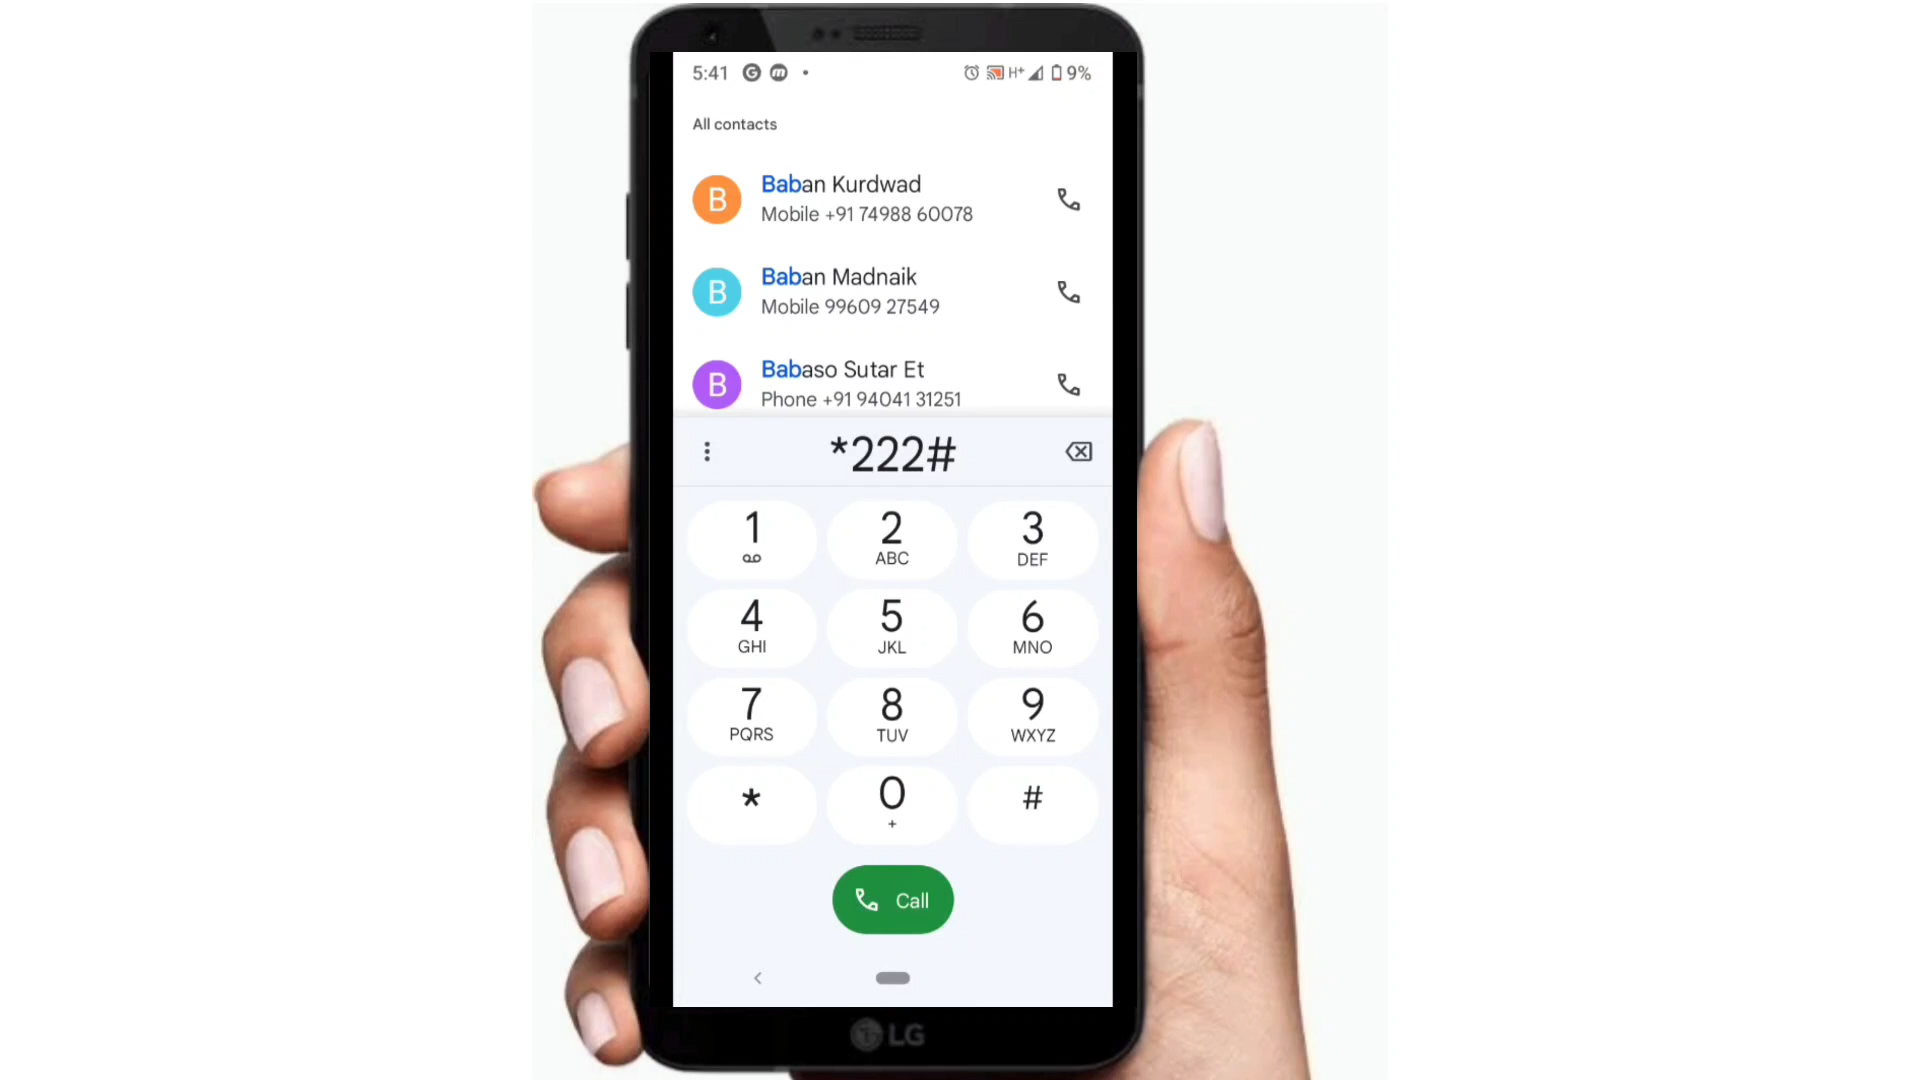 5:41 H+ 9%
All contacts
B
Baban Kurdwad
Mobile +91 74988 60078
B
Baban Madnaik
Mobile 99609 27549
B
Babaso Sutar Et
Phone +91 94041 31251
*222#
1 2 3
ABC DEF
4 5 6
GHI JKL MNO
7 8 9
PQRS TUV WXYZ
* 0 #
+
Call
LG